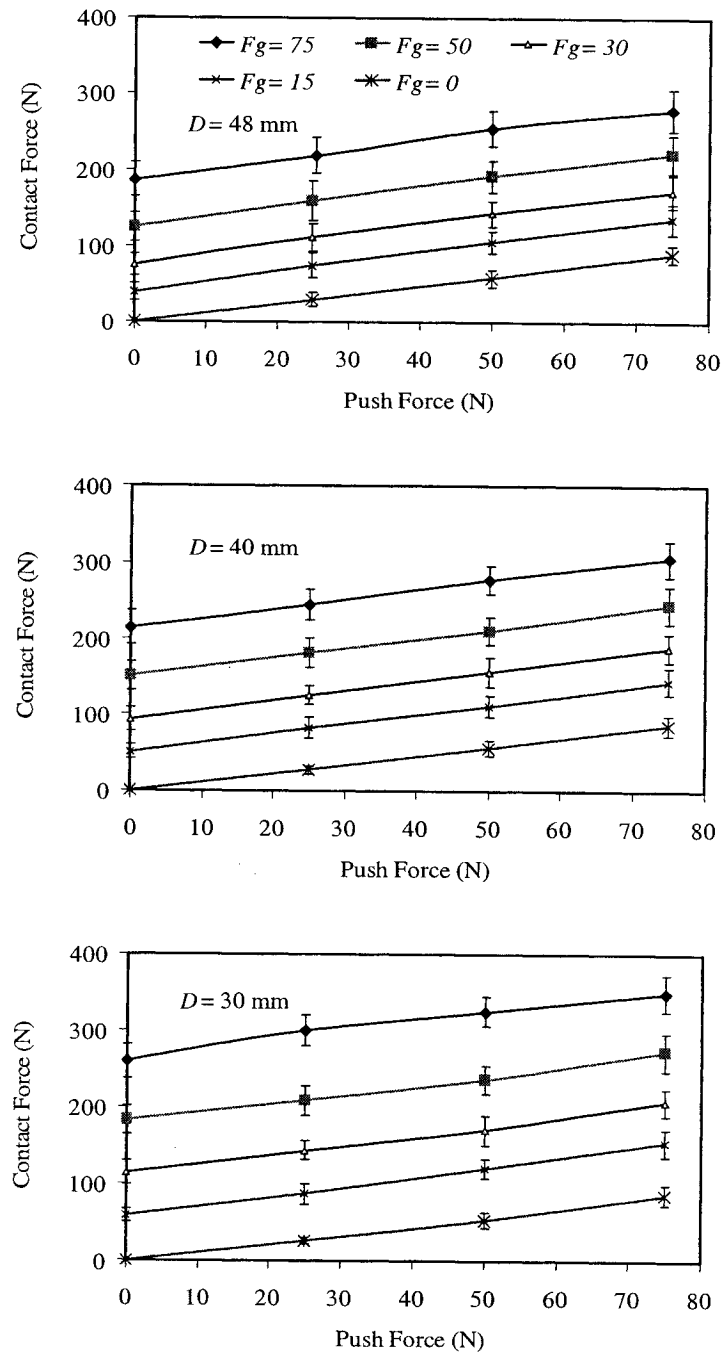 400
Fg= 75 Fg= 50 Fg= 30
Fg= 15 Fg= 0
300
D= 48 mm
200
100
0
Contact Force (N)
0 10 20 30 40 50 60 70 80
Push Force (N)
400
D= 40 mm
300
200
100
0
Contact Force (N)
0 10 20 30 40 50 60 70 80
Push Force (N)
400
D= 30 mm
300
200
100
0
Contact Force (N)
0 10 20 30 40 50 60 70 80
Push Force (N)